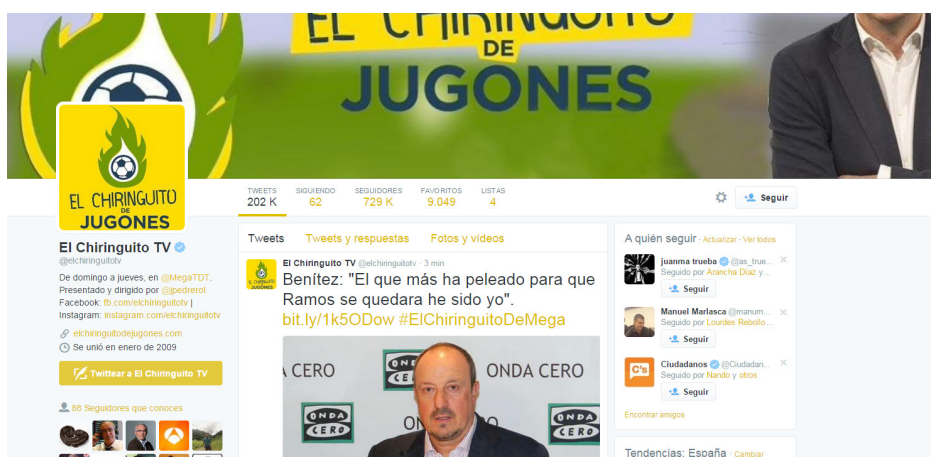 EL CHIRINGUITO
DE
JUGONES
EL CHIRINGUITO
DE
JUGONES
TWEETS
202 K
SIGUIENDO
62
SEGUIDORES
729 K
FAVORITOS
9.049
LISTAS
4
Seguir
El Chiringuito TV
@elchiringuitotv
De domingo a jueves, en @MegaTDT.
Presentado y dirigido por @jpedrerol
Facebook: fb.com/elchiringuitotv |
Instagram: instagram.com/elchiringuitotv
elchiringuitodejugones.com
Se unió en enero de 2009
Twittear a El Chiringuito TV
88 Seguidores que conoces
Tweets Tweets y respuestas Fotos y vídeos
El Chiringuito TV @elchiringuitotv · 3 min
Benítez: "El que más ha peleado para que
Ramos se quedara he sido yo".
bit.ly/1k5ODow #ElChiringuitoDeMega
CERO
ONDA CERO
ONDA
CERO
ONDA
CERO
A quién seguir · Actualizar · Ver todos
juanma trueba @as_true...
Seguido por Arancha Díaz y...
Seguir
Manuel Marlasca @manum...
Seguido por Lourdes Rebollo...
Seguir
C's
Ciudadanos @Ciudadan...
Seguido por Nando y otros
Seguir
Encontrar amigos
Tendencias: España · Cambiar